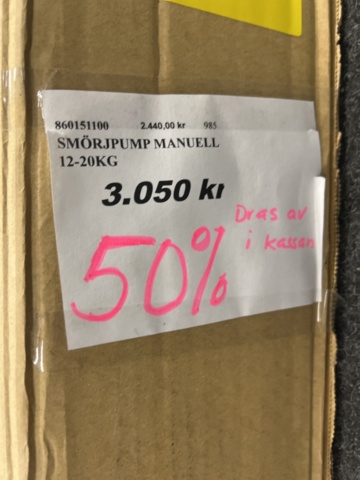 860151100 2.440,00 kr 985
SMÖRJPUMP MANUELL
12-20KG
3.050 kr
50%
Dras av
i kassan